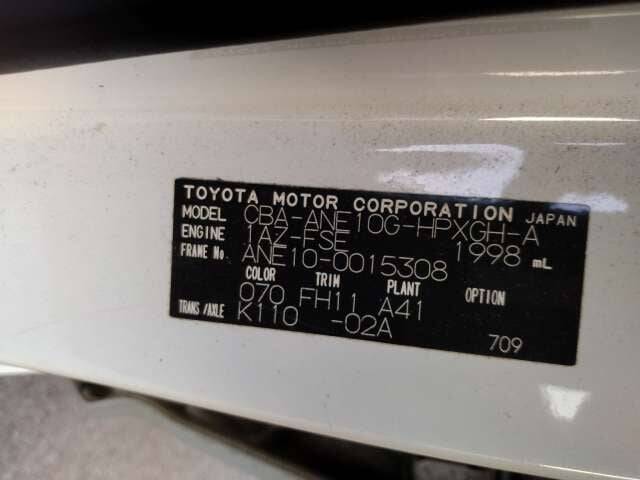 TOYOTA MOTOR CORPORATION JAPAN
MODEL CBA-ANE10G-HPXGH-A
ENGINE 1AZ-FSE 1998 mL
FRAME No ANE10-0015308
COLOR TRIM PLANT OPTION
070 FH11 A41
TRANS/AXLE K110 -02A
709